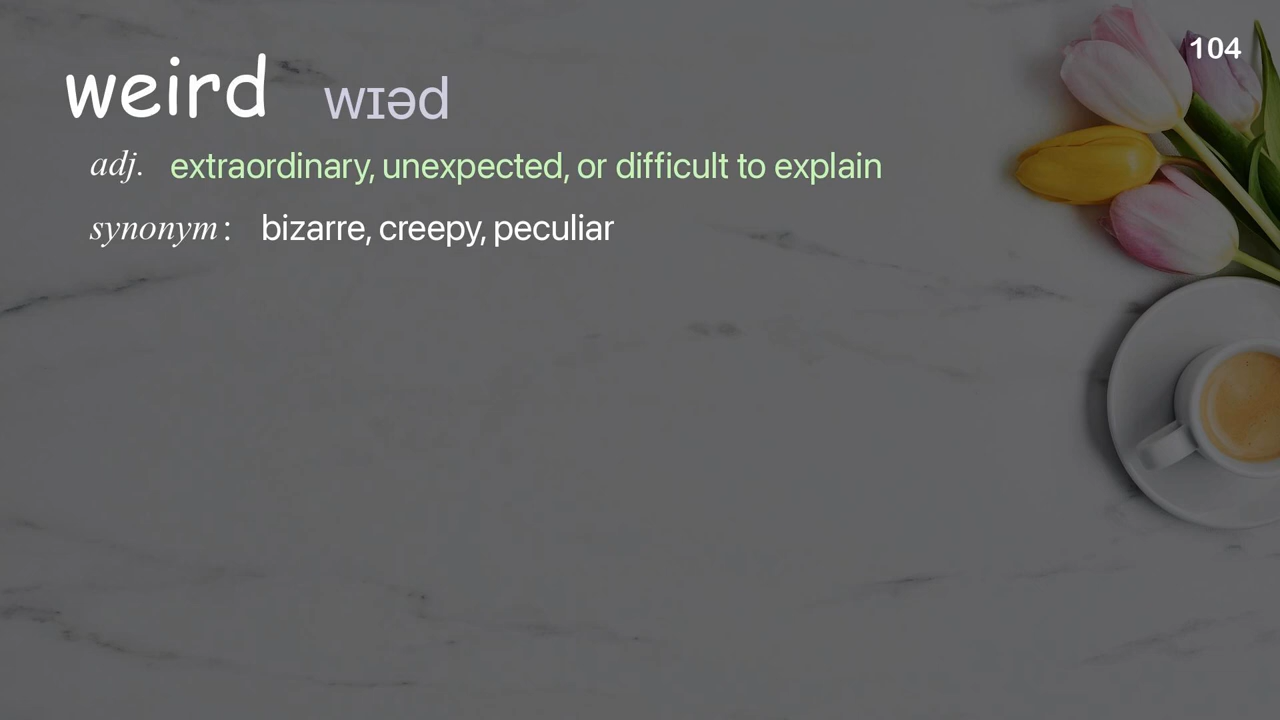 104
weird wɪəd
adj. extraordinary, unexpected, or difficult to explain
synonym: bizarre, creepy, peculiar